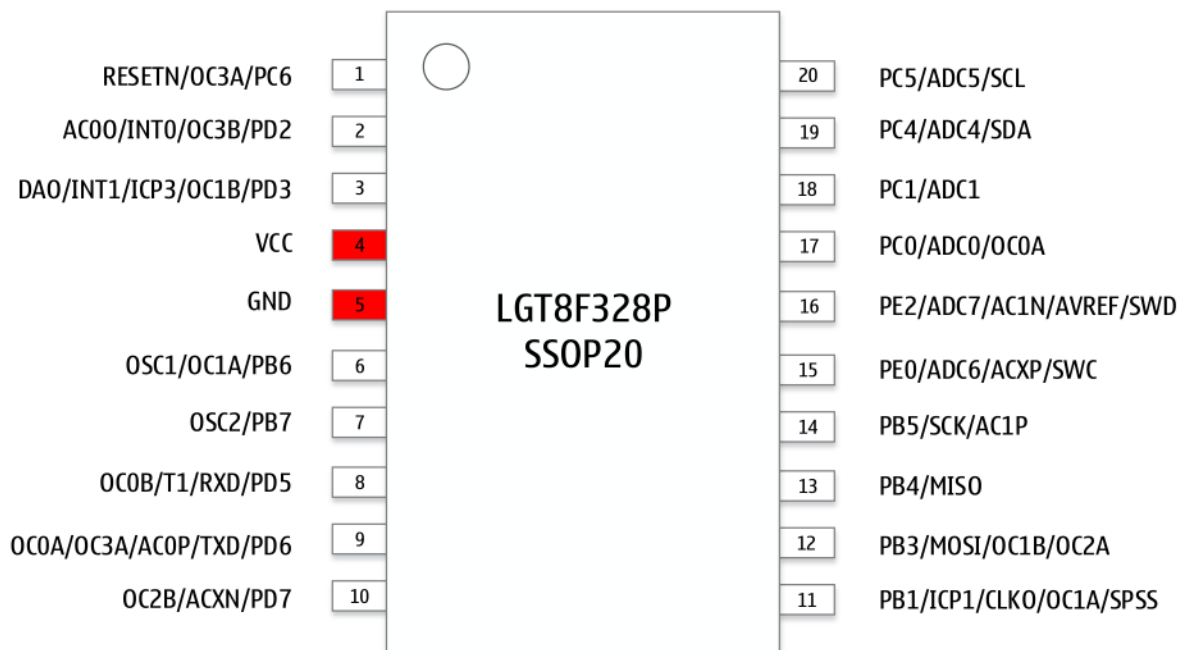 RESETN/OC3A/PC6 1 20 PC5/ADC5/SCL
AC0O/INT0/OC3B/PD2 2 19 PC4/ADC4/SDA
DAO/INT1/ICP3/OC1B/PD3 3 18 PC1/ADC1
VCC 4 17 PC0/ADC0/OC0A
GND 5 16 PE2/ADC7/AC1N/AVREF/SWD
LGT8F328P
SSOP20
OSC1/OC1A/PB6 6 15 PE0/ADC6/ACXP/SWC
OSC2/PB7 7 14 PB5/SCK/AC1P
OC0B/T1/RXD/PD5 8 13 PB4/MISO
OC0A/OC3A/AC0P/TXD/PD6 9 12 PB3/MOSI/OC1B/OC2A
OC2B/ACXN/PD7 10 11 PB1/ICP1/CLKO/OC1A/SPSS